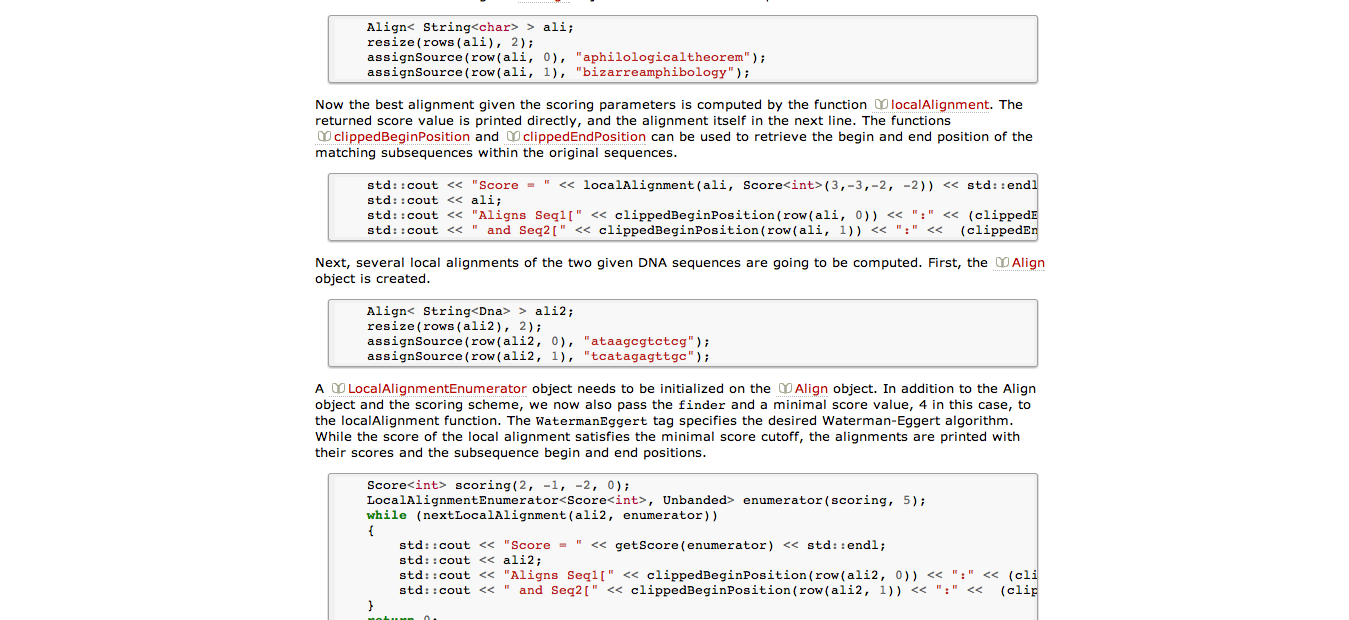 Align< String<char> > ali;
resize(rows(ali), 2);
assignSource(row(ali, 0), "aphilologicaltheorem");
assignSource(row(ali, 1), "bizarreamphibology");
Now the best alignment given the scoring parameters is computed by the function localAlignment. The
returned score value is printed directly, and the alignment itself in the next line. The functions
clippedBeginPosition and clippedEndPosition can be used to retrieve the begin and end position of the
matching subsequences within the original sequences.
std::cout << "Score = " << localAlignment(ali, Score<int>(3,-3,-2, -2)) << std::endl
std::cout << ali;
std::cout << "Aligns Seq1[" << clippedBeginPosition(row(ali, 0)) << ":" << (clippedE
std::cout << " and Seq2[" << clippedBeginPosition(row(ali, 1)) << ":" <<  (clippedEn
Next, several local alignments of the two given DNA sequences are going to be computed. First, the Align
object is created.
Align< String<Dna> > ali2;
resize(rows(ali2), 2);
assignSource(row(ali2, 0), "ataagcgtctcg");
assignSource(row(ali2, 1), "tcatagagttgc");
A LocalAlignmentEnumerator object needs to be initialized on the Align object. In addition to the Align
object and the scoring scheme, we now also pass the finder and a minimal score value, 4 in this case, to
the localAlignment function. The WatermanEggert tag specifies the desired Waterman-Eggert algorithm.
While the score of the local alignment satisfies the minimal score cutoff, the alignments are printed with
their scores and the subsequence begin and end positions.
Score<int> scoring(2, -1, -2, 0);
LocalAlignmentEnumerator<Score<int>, Unbanded> enumerator(scoring, 5);
while (nextLocalAlignment(ali2, enumerator))
{
std::cout << "Score = " << getScore(enumerator) << std::endl;
std::cout << ali2;
std::cout << "Aligns Seq1[" << clippedBeginPosition(row(ali2, 0)) << ":" << (cli
std::cout << " and Seq2[" << clippedBeginPosition(row(ali2, 1)) << ":" <<  (clip
}
return 0;